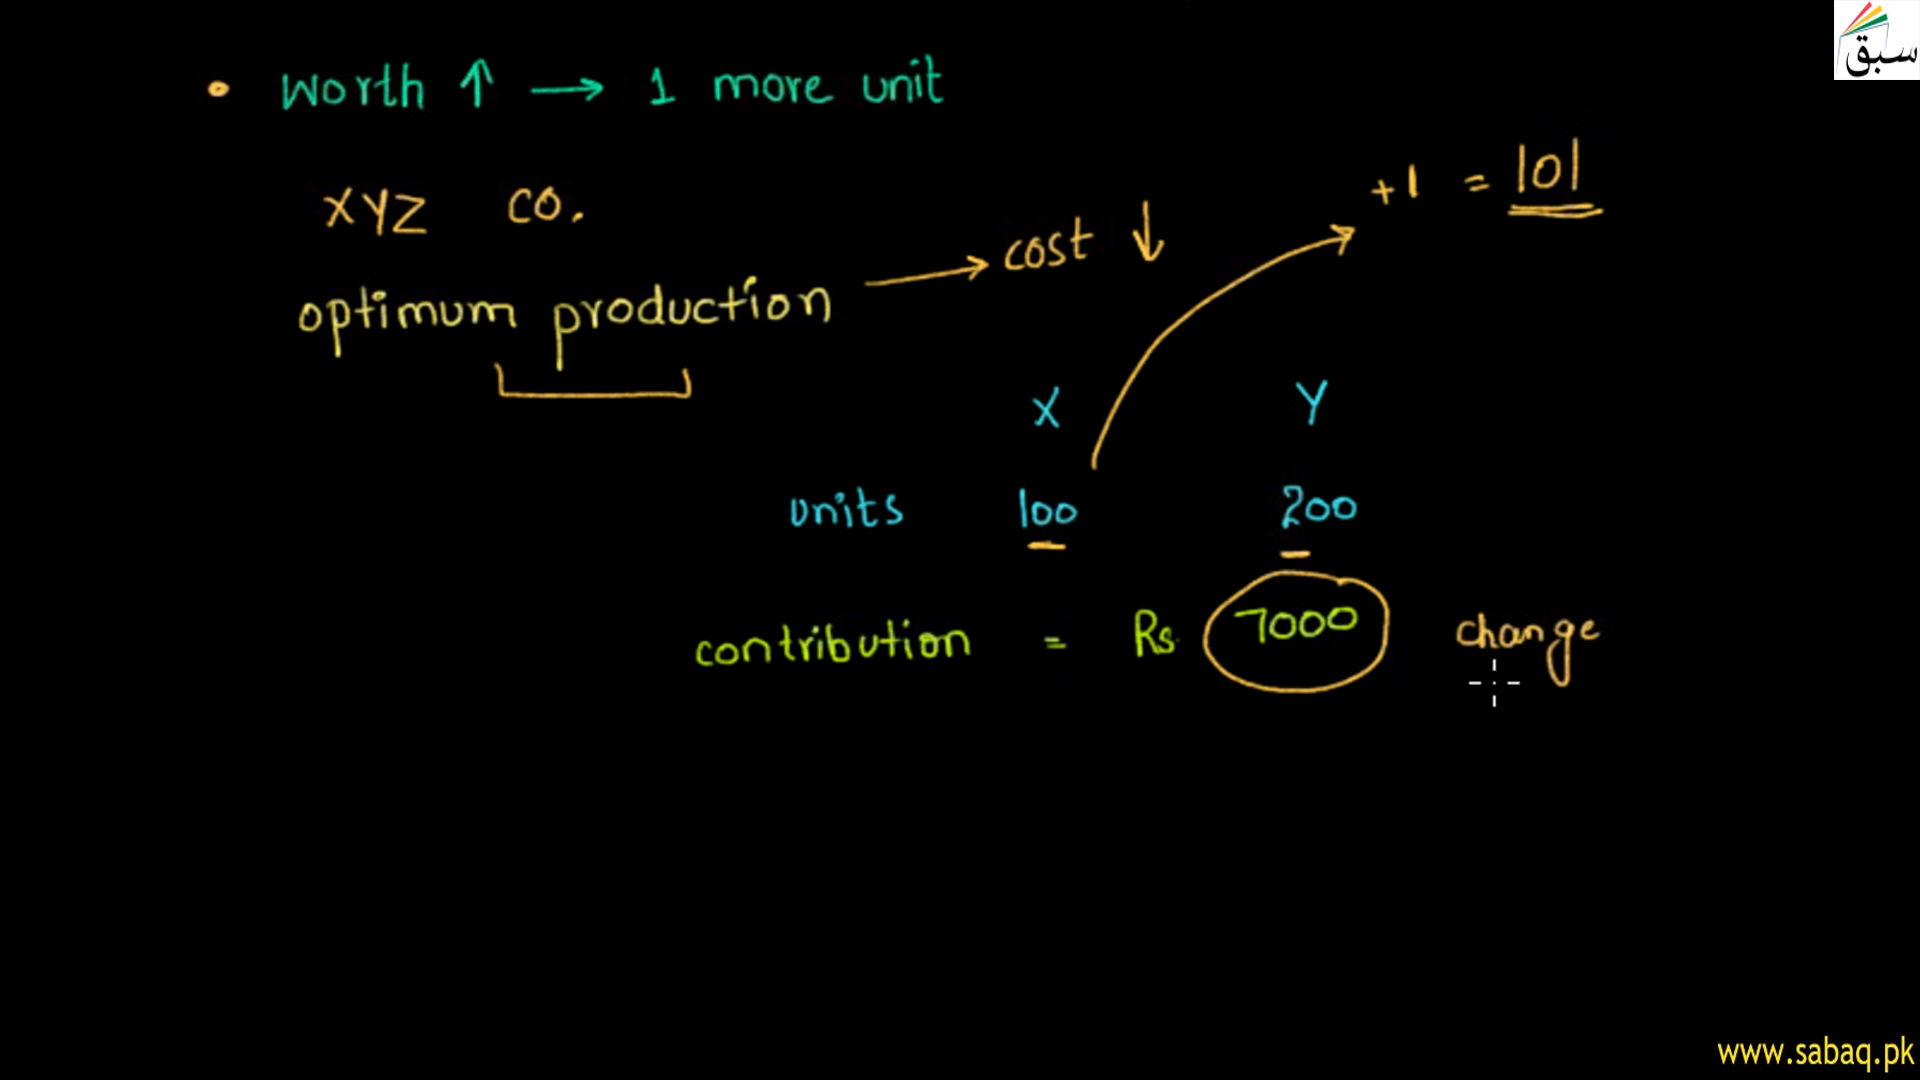 سبق
• Worth ↑ → 1 more unit
+1 = 101
XYZ CO.
optimum production → cost ↓
X Y
units 100 200
contribution = Rs 7000 change
www.sabaq.pk